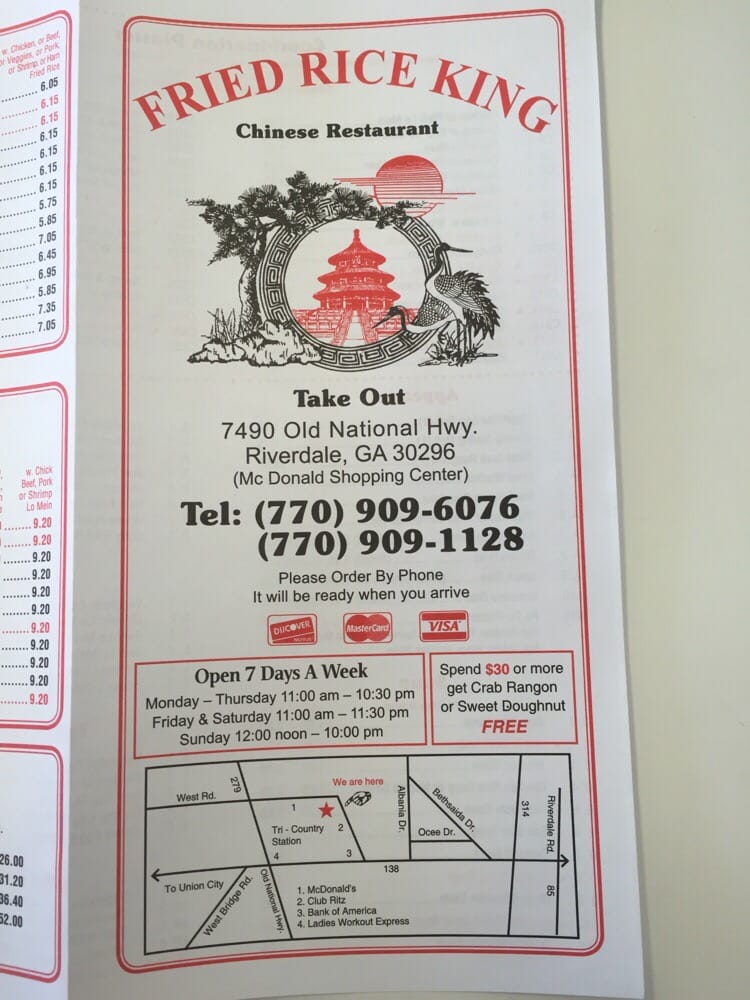 w. Chicken, or Beef,
or Veggies, or Pork,
or Shrimp, or Ham
Fried Rice
6.05
6.15
6.15
6.15
6.15
6.15
6.15
5.75
5.85
7.05
6.45
6.95
5.85
7.35
7.05
w. Chick
Beef, Pork
or Shrimp
Lo Mein
9.20
9.20
9.20
9.20
9.20
9.20
9.20
9.20
9.20
9.20
9.20
26.00
31.20
36.40
52.00
FRIED RICE KING
Chinese Restaurant
Take Out
7490 Old National Hwy.
Riverdale, GA 30296
(Mc Donald Shopping Center)
Tel: (770) 909-6076
(770) 909-1128
Please Order By Phone
It will be ready when you arrive
DISCOVER
NOVUS
MasterCard
VISA
Open 7 Days A Week
Monday – Thursday 11:00 am – 10:30 pm
Friday & Saturday 11:00 am – 11:30 pm
Sunday 12:00 noon – 10:00 pm
Spend $30 or more
get Crab Rangon
or Sweet Doughnut
FREE
West Rd.
279
We are here
1
Tri - Country
Station
2
3
4
Albania Dr.
Bethsaida Dr.
Ocee Dr.
314
Riverdale Rd.
85
138
To Union City
West Bridge Rd.
Old National Hwy.
1. McDonald's
2. Club Ritz
3. Bank of America
4. Ladies Workout Express